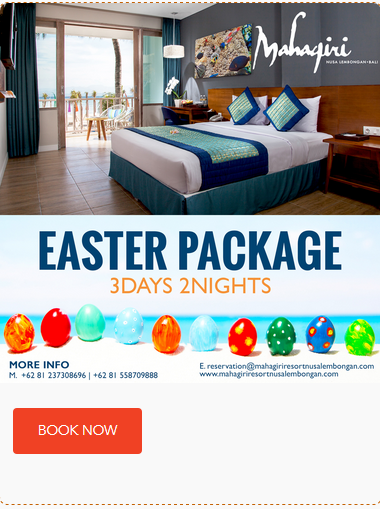 Mahagiri
NUSA LEMBONGAN • BALI
EASTER PACKAGE
3DAYS 2NIGHTS
MORE INFO
M. +62 81 237308696 | +62 81 558709888
E. reservation@mahagiriresortnusalembongan.com
www.mahagiriresortnusalembongan.com
BOOK NOW